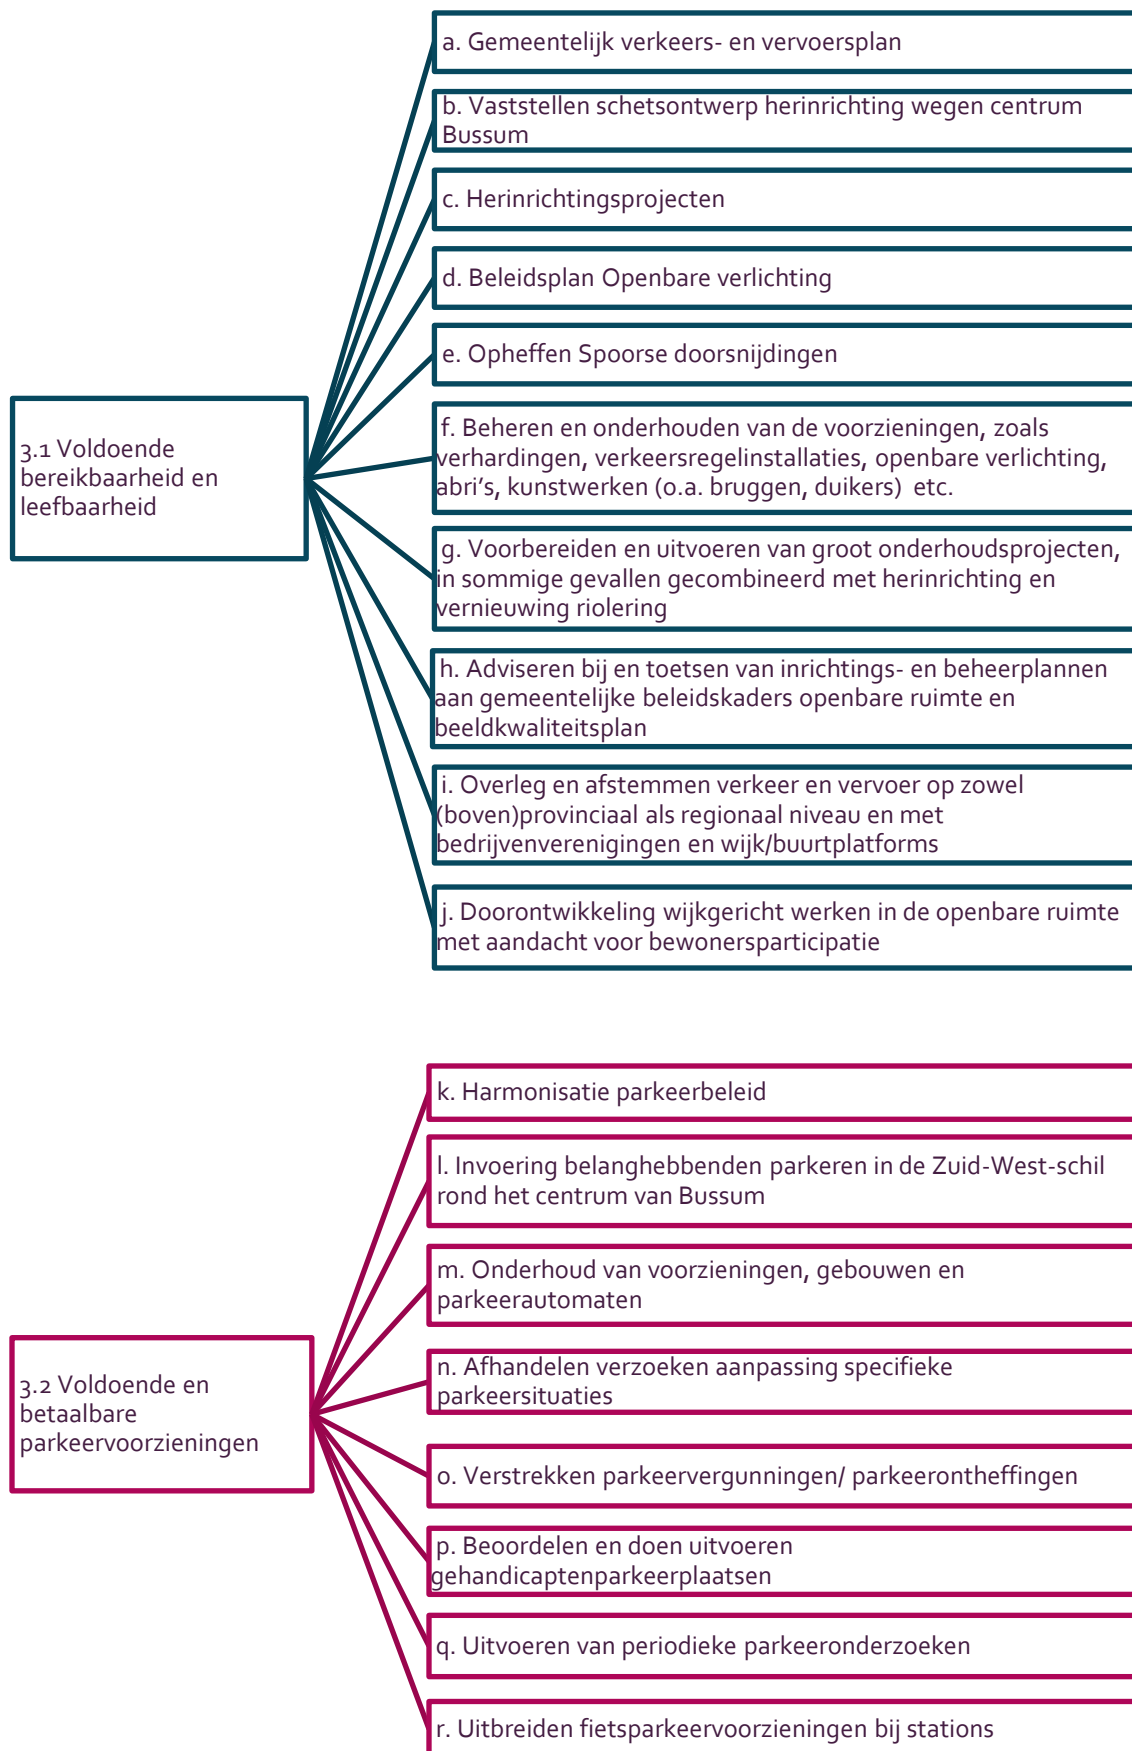 a. Gemeentelijk verkeers- en vervoersplan
b. Vaststellen schetsontwerp herinrichting wegen centrum
Bussum
c. Herinrichtingsprojecten
d. Beleidsplan Openbare verlichting
e. Opheffen Spoorse doorsnijdingen
3.1 Voldoende
bereikbaarheid en
leefbaarheid
f. Beheren en onderhouden van de voorzieningen, zoals
verhardingen, verkeersregelinstallaties, openbare verlichting,
abri's, kunstwerken (o.a. bruggen, duikers)  etc.
g. Voorbereiden en uitvoeren van groot onderhoudsprojecten,
in sommige gevallen gecombineerd met herinrichting en
vernieuwing riolering
h. Adviseren bij en toetsen van inrichtings- en beheerplannen
aan gemeentelijke beleidskaders openbare ruimte en
beeldkwaliteitsplan
i. Overleg en afstemmen verkeer en vervoer op zowel
(boven)provinciaal als regionaal niveau en met
bedrijvenverenigingen en wijk/buurtplatforms
j. Doorontwikkeling wijkgericht werken in de openbare ruimte
met aandacht voor bewonersparticipatie
k. Harmonisatie parkeerbeleid
l. Invoering belanghebbenden parkeren in de Zuid-West-schil
rond het centrum van Bussum
m. Onderhoud van voorzieningen, gebouwen en
parkeerautomaten
3.2 Voldoende en
betaalbare
parkeervoorzieningen
n. Afhandelen verzoeken aanpassing specifieke
parkeersituaties
o. Verstrekken parkeervergunningen/ parkeerontheffingen
p. Beoordelen en doen uitvoeren
gehandicaptenparkeerplaatsen
q. Uitvoeren van periodieke parkeeronderzoeken
r. Uitbreiden fietsparkeervoorzieningen bij stations